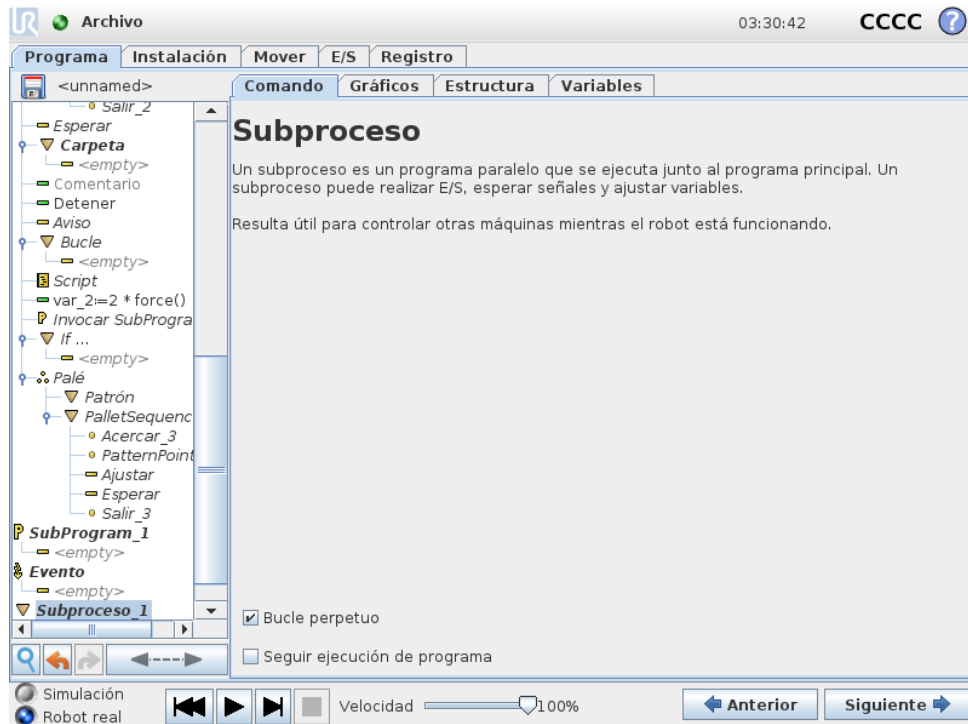 UR Archivo 03:30:42 CCCC ?
Programa Instalación Mover E/S Registro
<unnamed> Comando Gráficos Estructura Variables
Salir_2
Esperar
Carpeta
<empty>
Comentario
Detener
Aviso
Bucle
<empty>
Script
var_2:=2 * force()
P Invocar SubProgra
If ...
<empty>
Palé
Patrón
PalletSequenc
Acercar_3
PatternPoint
Ajustar
Esperar
Salir_3
P SubProgram_1
<empty>
Evento
<empty>
Subproceso_1
Subproceso
Un subproceso es un programa paralelo que se ejecuta junto al programa principal. Un
subproceso puede realizar E/S, esperar señales y ajustar variables.
Resulta útil para controlar otras máquinas mientras el robot está funcionando.
Bucle perpetuo
Seguir ejecución de programa
Simulación
Robot real
Velocidad 100%
Anterior Siguiente